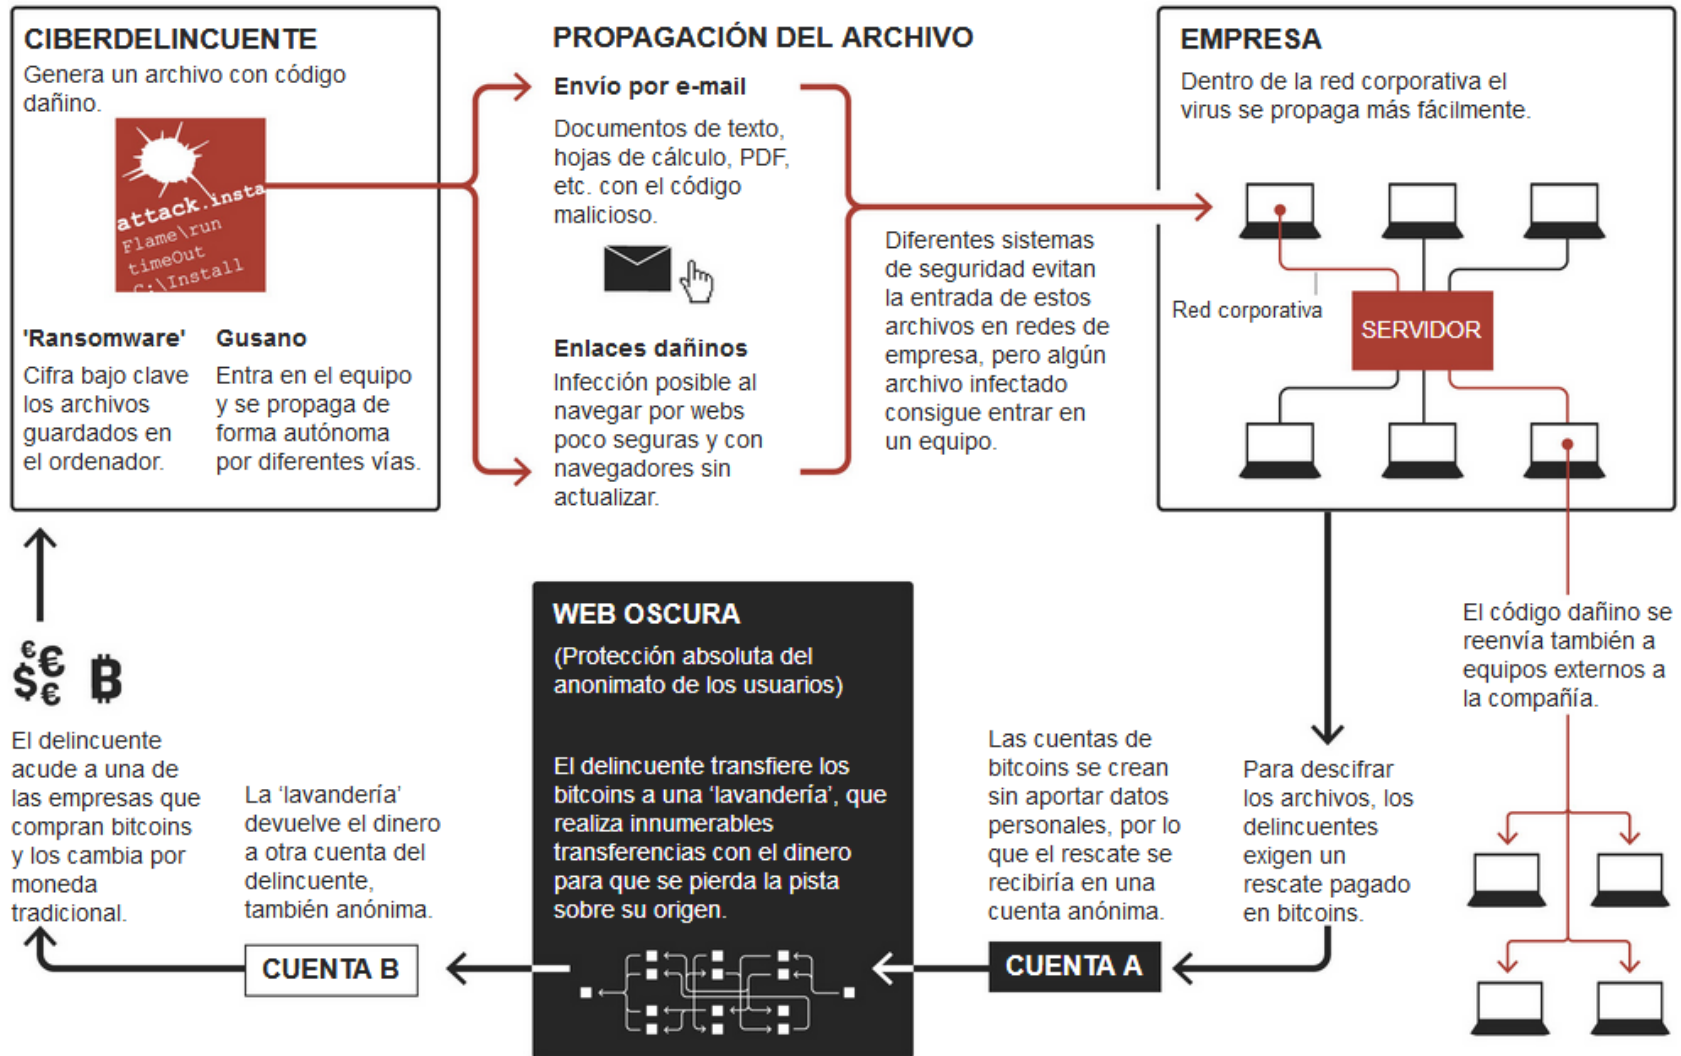 CIBERDELINCUENTE
Genera un archivo con código
dañino.
attack.insta
Flame\run
timeOut
C:\Install
'Ransomware'
Cifra bajo clave
los archivos
guardados en
el ordenador.
Gusano
Entra en el equipo
y se propaga de
forma autónoma
por diferentes vías.
PROPAGACIÓN DEL ARCHIVO
Envío por e-mail
Documentos de texto,
hojas de cálculo, PDF,
etc. con el código
malicioso.
Enlaces dañinos
Infección posible al
navegar por webs
poco seguras y con
navegadores sin
actualizar.
Diferentes sistemas
de seguridad evitan
la entrada de estos
archivos en redes de
empresa, pero algún
archivo infectado
consigue entrar en
un equipo.
EMPRESA
Dentro de la red corporativa el
virus se propaga más fácilmente.
Red corporativa
SERVIDOR
El código dañino se
reenvía también a
equipos externos a
la compañía.
Para descifrar
los archivos, los
delincuentes
exigen un
rescate pagado
en bitcoins.
Las cuentas de
bitcoins se crean
sin aportar datos
personales, por lo
que el rescate se
recibiría en una
cuenta anónima.
CUENTA A
WEB OSCURA
(Protección absoluta del
anonimato de los usuarios)
El delincuente transfiere los
bitcoins a una ‘lavandería’, que
realiza innumerables
transferencias con el dinero
para que se pierda la pista
sobre su origen.
La ‘lavandería’
devuelve el dinero
a otra cuenta del
delincuente,
también anónima.
CUENTA B
El delincuente
acude a una de
las empresas que
compran bitcoins
y los cambia por
moneda
tradicional.